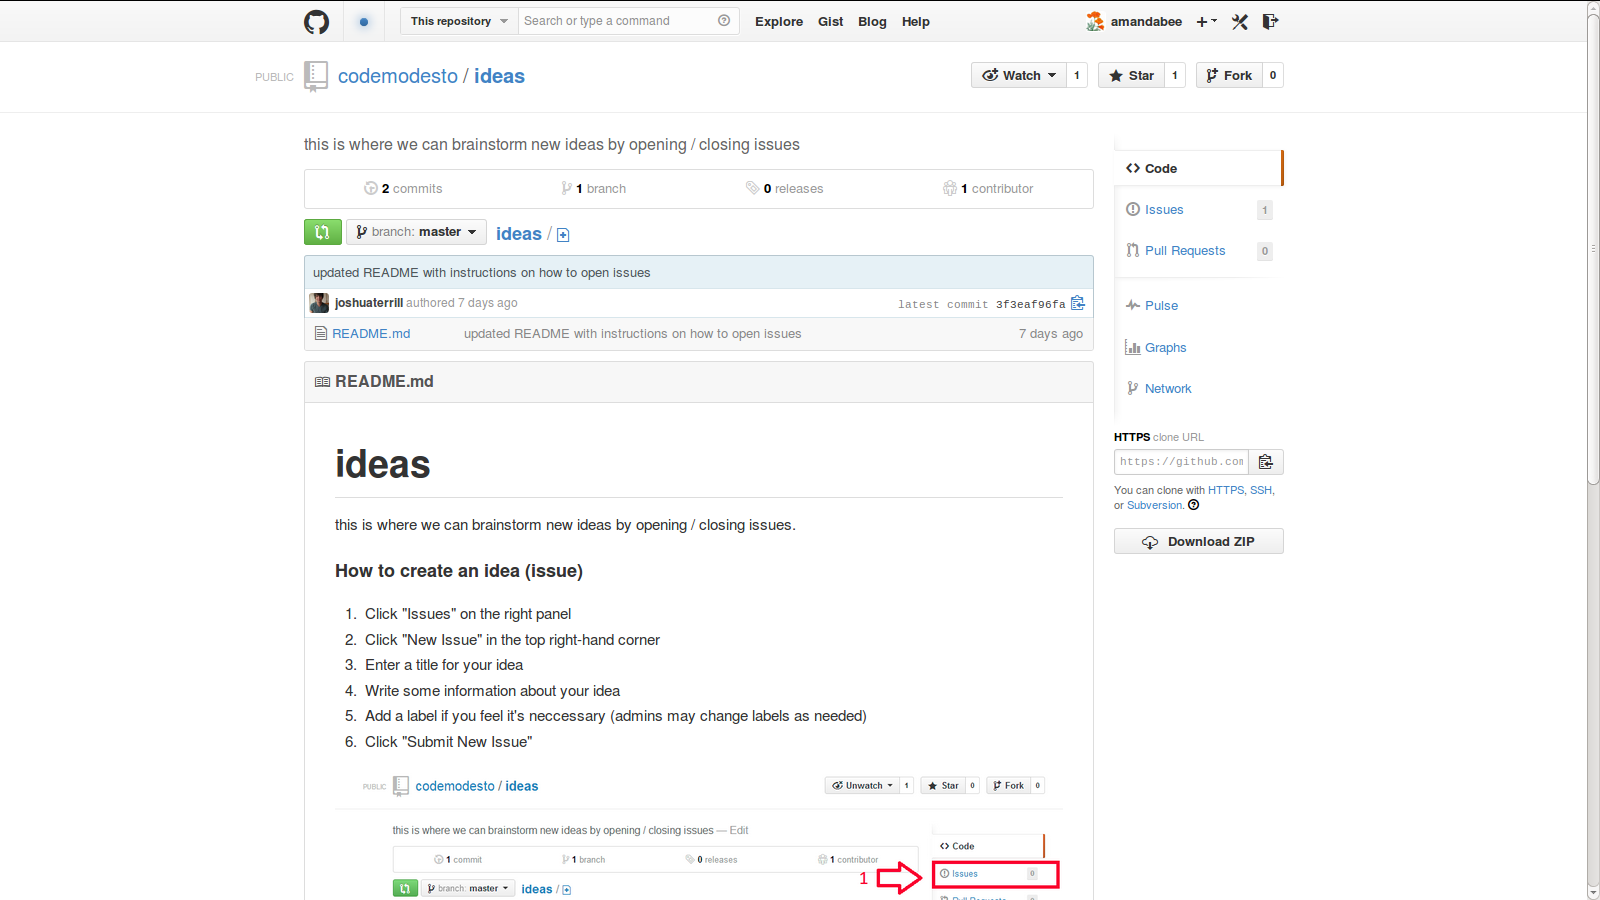 This repository Search or type a command Explore Gist Blog Help amandabee
PUBLIC codemodesto / ideas Watch 1 Star 1 Fork 0
this is where we can brainstorm new ideas by opening / closing issues
2 commits 1 branch 0 releases 1 contributor
branch: master ideas /
updated README with instructions on how to open issues
joshuaterrill authored 7 days ago latest commit 3f3eaf96fa
README.md updated README with instructions on how to open issues 7 days ago
README.md
ideas
this is where we can brainstorm new ideas by opening / closing issues.
How to create an idea (issue)
1. Click "Issues" on the right panel
2. Click "New Issue" in the top right-hand corner
3. Enter a title for your idea
4. Write some information about your idea
5. Add a label if you feel it's neccessary (admins may change labels as needed)
6. Click "Submit New Issue"
PUBLIC codemodesto / ideas Unwatch 1 Star 0 Fork 0
this is where we can brainstorm new ideas by opening / closing issues — Edit
1 commit 1 branch 0 releases 1 contributor
branch: master ideas /
Code
1 Issues 0
Pull Requests 0
Code
Issues 1
Pull Requests 0
Pulse
Graphs
Network
HTTPS clone URL
https://github.com
You can clone with HTTPS, SSH,
or Subversion.
Download ZIP